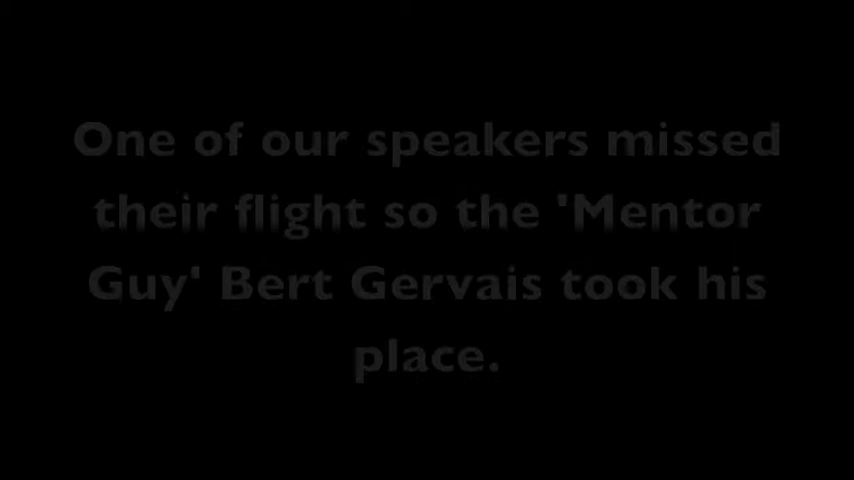 One of our speakers missed
their flight so the 'Mentor
Guy' Bert Gervais took his
place.